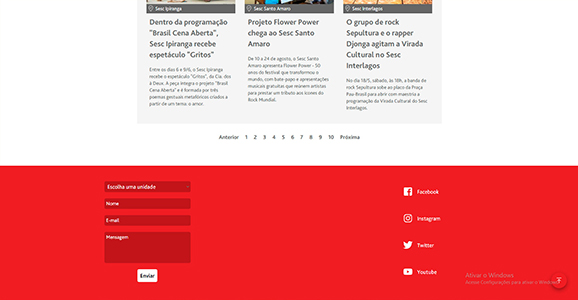 Sesc Ipiranga
Sesc Santo Amaro
Sesc Interlagos
Dentro da programação
"Brasil Cena Aberta",
Sesc Ipiranga recebe
espetáculo "Gritos"
Entre os dias 6 e 9/6, o Sesc Ipiranga
recebe o espetáculo "Gritos", da Cia. dos
à Deux. A peça integra o projeto "Brasil
Cena Aberta" e é formada por três
poemas gestuais metafóricos criados a
partir de um tema: o amor.
Projeto Flower Power
chega ao Sesc Santo
Amaro
De 10 a 24 de agosto, o Sesc Santo
Amaro apresenta Flower Power - 50
anos do festival que transformou o
mundo, com bate-papo e apresentações
musicais gratuitas que reúnem artistas
para prestar um tributo aos ícones do
Rock Mundial.
O grupo de rock
Sepultura e o rapper
Djonga agitam a Virada
Cultural no Sesc
Interlagos
No dia 18/5, sábado, às 18h, a banda de
rock Sepultura sobe ao palco da Praça
Pau-Brasil para abrir com maestria a
programação da Virada Cultural do Sesc
Interlagos.
Anterior 1 2 3 4 5 6 7 8 9 10 Próxima
Escolha uma unidade
Nome
E-mail
Mensagem
Enviar
Facebook
Instagram
Twitter
Youtube
Ativar o Windows
Acesse Configurações para ativar o Windows.